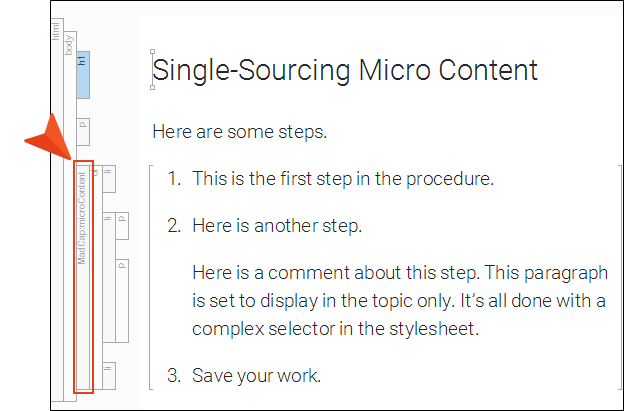 html
body
h1
Single-Sourcing Micro Content
p
Here are some steps.
MadCap:microContent
ol
li
1. This is the first step in the procedure.
li
p
2. Here is another step.
p
Here is a comment about this step. This paragraph
is set to display in the topic only. It's all done with a
complex selector in the stylesheet.
li
3. Save your work.